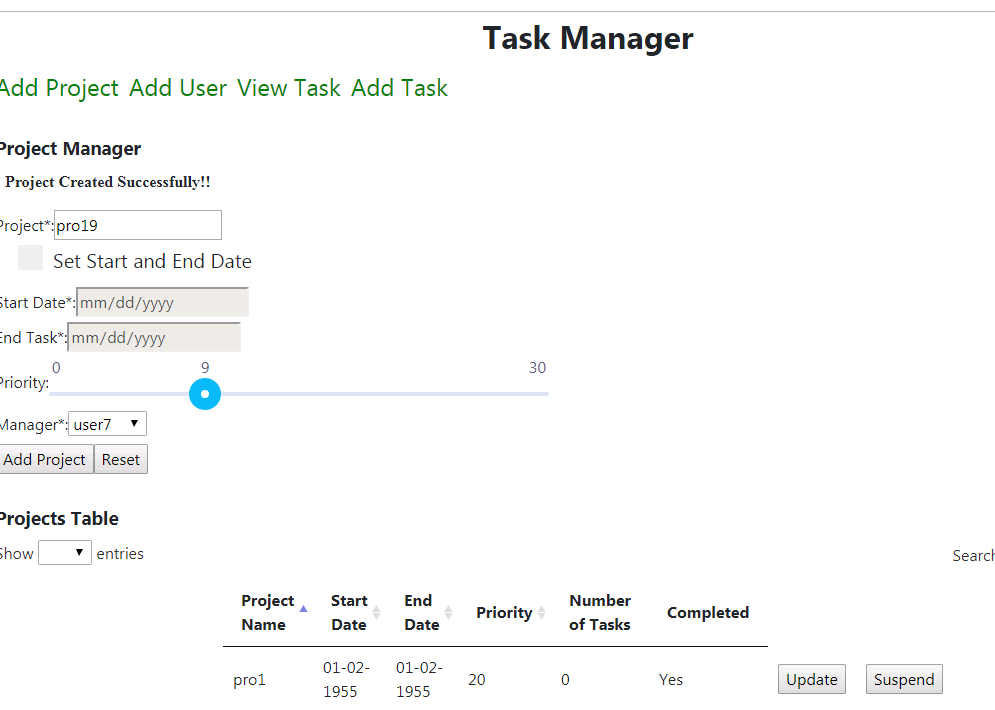 Task Manager
Add Project Add User View Task Add Task
Project Manager
Project Created Successfully!!
Project*: pro19
Set Start and End Date
Start Date*: mm/dd/yyyy
End Task*: mm/dd/yyyy
0 9 30
Priority:
Manager*: user7
Add Project Reset
Projects Table
Show entries
Search
Project Name Start Date End Date Priority Number of Tasks Completed
pro1 01-02-1955 01-02-1955 20 0 Yes Update Suspend